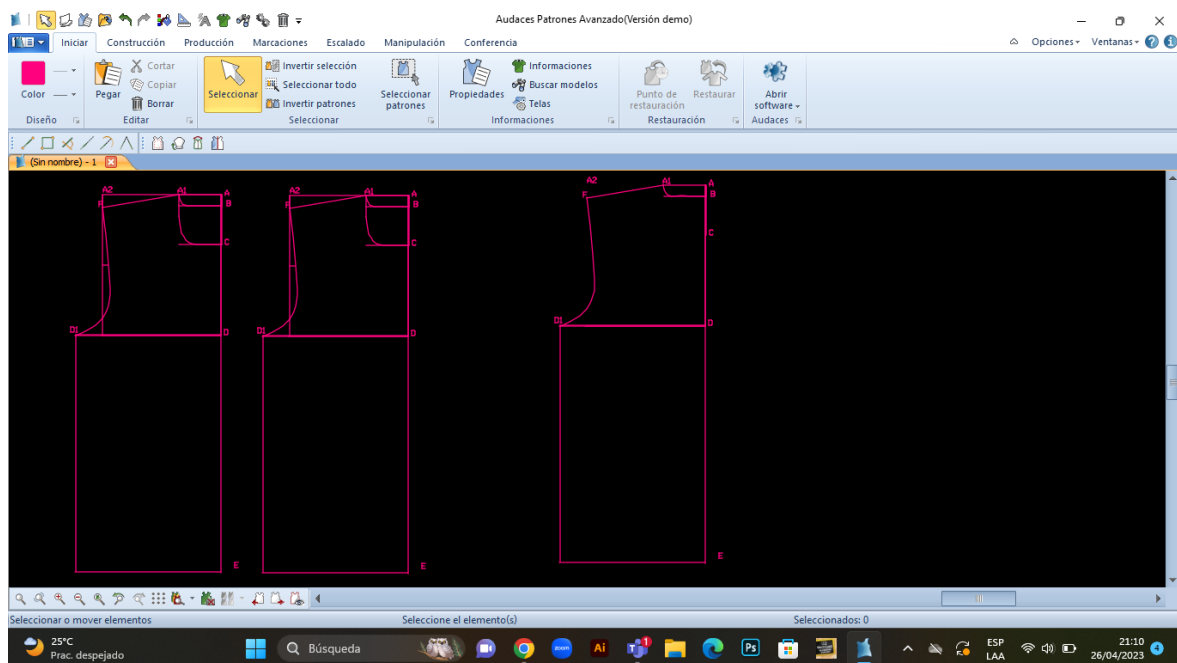 Audaces Patrones Avanzado(Versión demo)
Iniciar Construcción Producción Marcaciones Escalado Manipulación Conferencia Opciones Ventanas
Color Pegar Cortar Copiar Borrar
Seleccionar Invertir selección Seleccionar todo Invertir patrones Seleccionar patrones
Propiedades Informaciones Buscar modelos Telas
Punto de restauración Restaurar Abrir software
Diseño Editar Seleccionar Informaciones Restauración Audaces
(Sin nombre) - 1
A2 A1 A A2 A1 A A2 A1 A
F B F B F B
C C C
D1 D D1 D D1 D
E E E
Seleccionar o mover elementos Seleccione el elemento(s) Seleccionados: 0
25°C
Prac. despejado
Búsqueda
zoom
Ai
Ps
ESP
LAA
21:10
26/04/2023
4